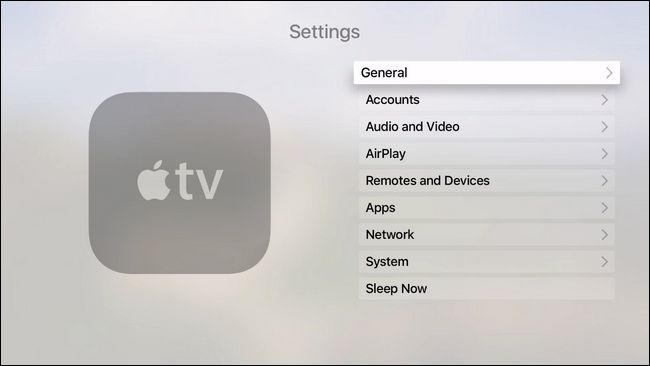 Settings
tv
General
Accounts
Audio and Video
AirPlay
Remotes and Devices
Apps
Network
System
Sleep Now